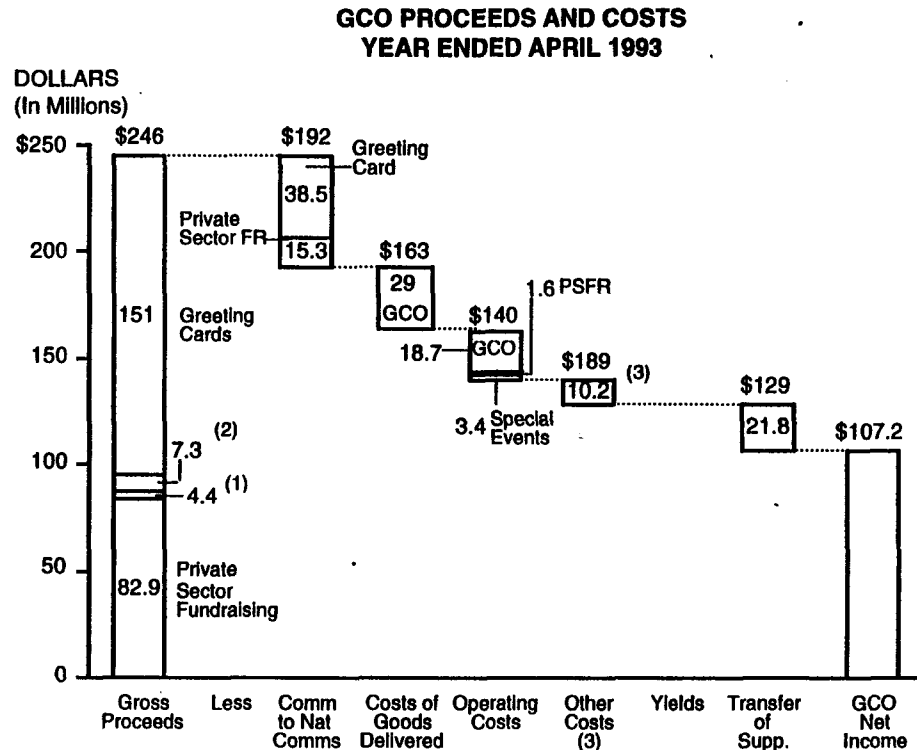 GCO PROCEEDS AND COSTS
YEAR ENDED APRIL 1993
DOLLARS
(In Millions)
$250
200
150
100
50
0
$246
151
Greeting
Cards
7.3
(2)
4.4
(1)
82.9
Private
Sector
Fundraising
$192
Greeting
Card
38.5
Private
Sector FR
15.3
$163
29
GCO
$140
GCO
18.7
1.6 PSFR
3.4 Special
Events
$189
(3)
10.2
$129
21.8
$107.2
Gross
Proceeds
Less
Comm
to Nat
Comms
Costs of
Goods
Delivered
Operating
Costs
Other
Costs
(3)
Yields
Transfer
of
Supp.
GCO
Net
Income